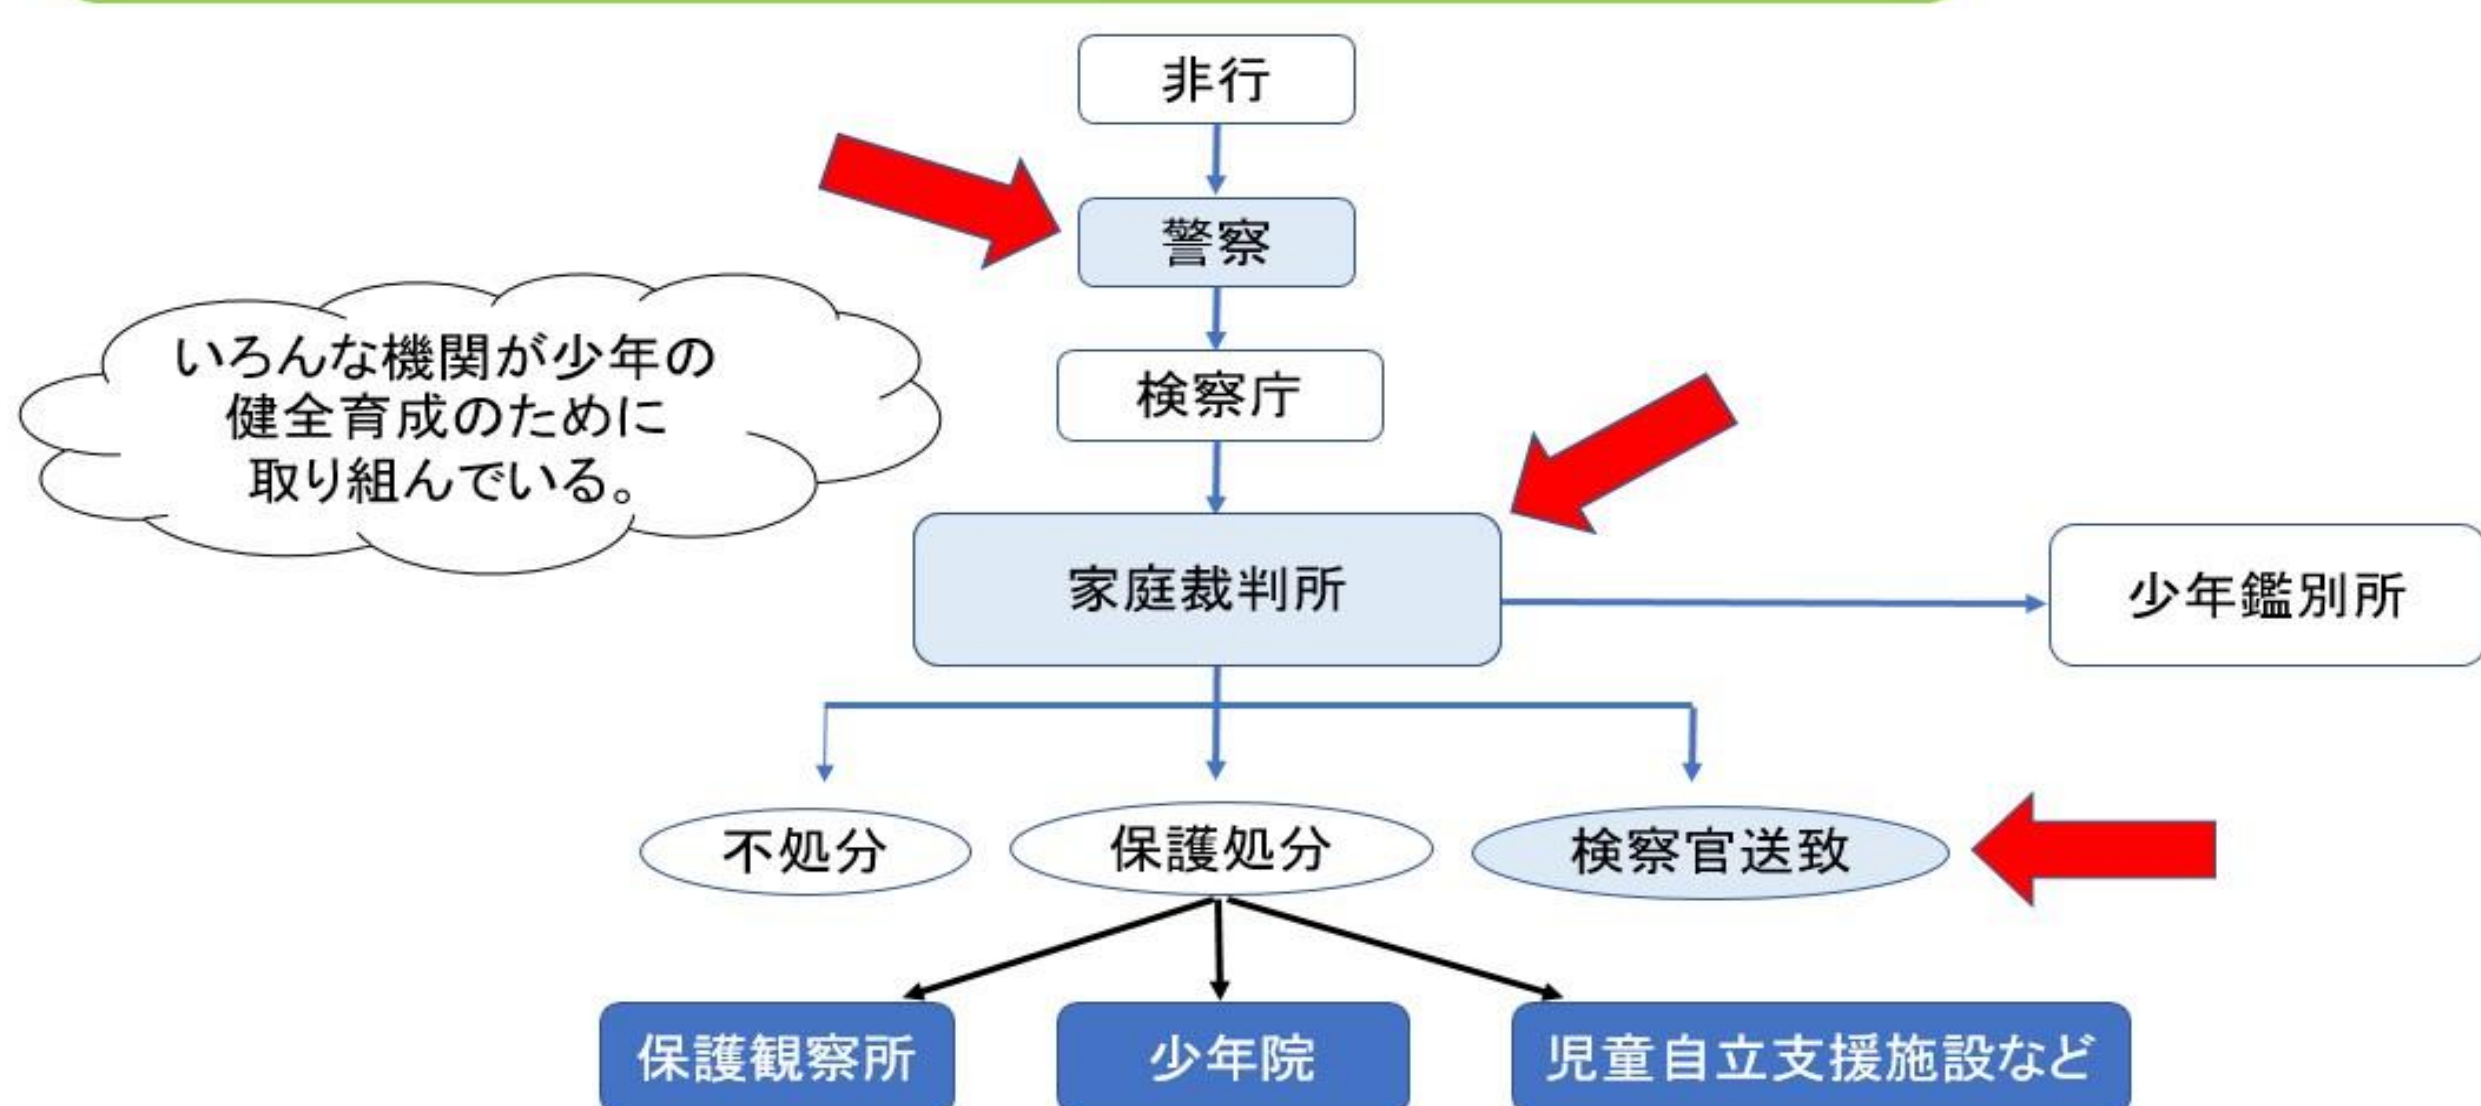 非行
警察
いろんな機関が少年の
健全育成のために
取り組んでいる。
検察庁
家庭裁判所
少年鑑別所
不処分
保護処分
検察官送致
保護観察所
少年院
児童自立支援施設など